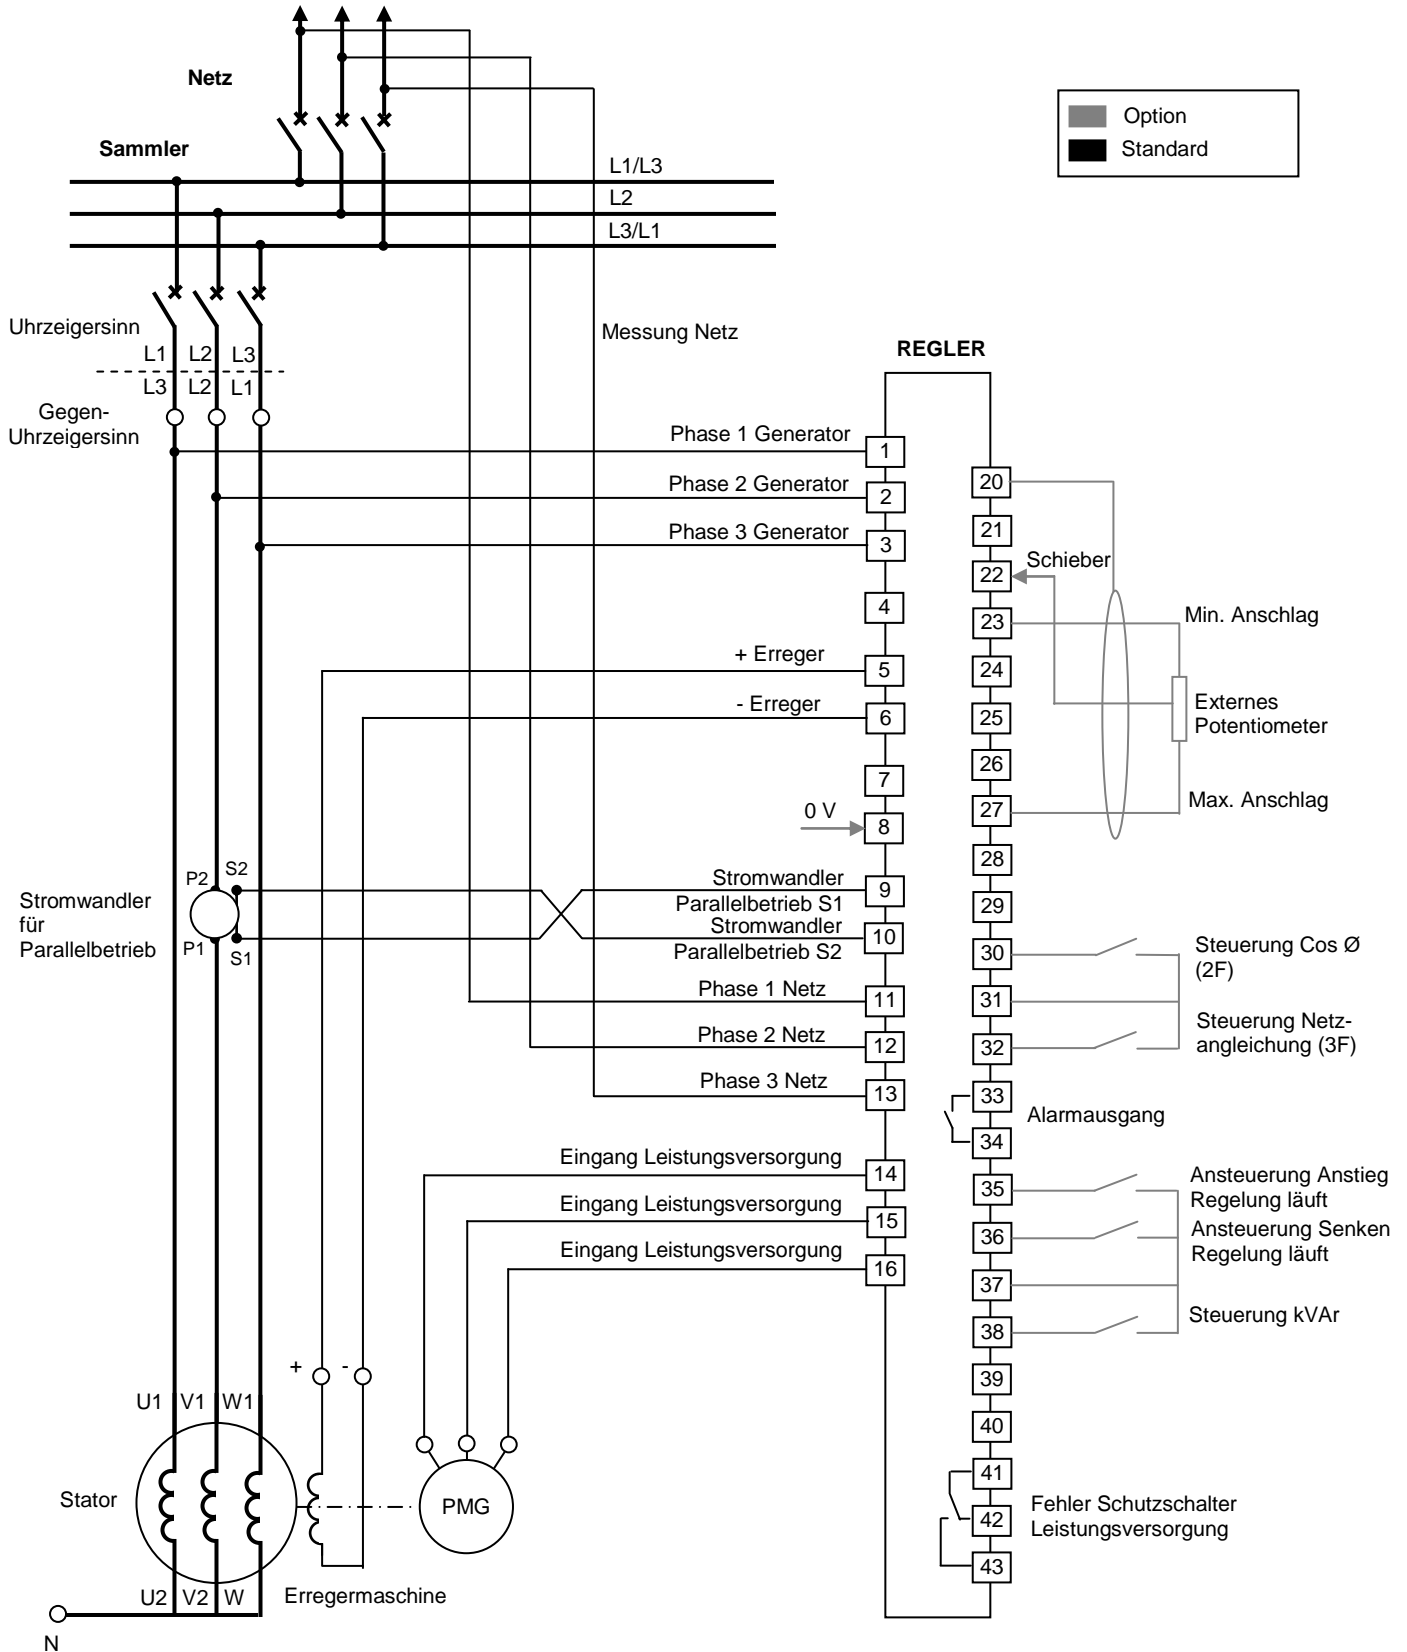 Netz
Sammler
L1/L3
L2
L3/L1
Option
Standard
Uhrzeigersinn
L1 L2 L3
L3 L2 L1
Gegen-
Uhrzeigersinn
Messung Netz
REGLER
Phase 1 Generator
1
Phase 2 Generator
2
Phase 3 Generator
3
4
+ Erreger
5
- Erreger
6
7
0 V
8
Stromwandler
9
Parallelbetrieb S1
Stromwandler
10
Parallelbetrieb S2
Phase 1 Netz
11
Phase 2 Netz
12
Phase 3 Netz
13
Eingang Leistungsversorgung
14
Eingang Leistungsversorgung
15
Eingang Leistungsversorgung
16
20
21
22
Schieber
23
Min. Anschlag
24
25
Externes
Potentiometer
26
27
Max. Anschlag
28
29
30
Steuerung Cos Ø
(2F)
31
32
Steuerung Netz-
angleichung (3F)
33
34
Alarmausgang
35
Ansteuerung Anstieg
Regelung läuft
36
Ansteuerung Senken
Regelung läuft
37
38
Steuerung kVAr
39
40
41
42
43
Fehler Schutzschalter
Leistungsversorgung
Stromwandler
für
Parallelbetrieb
P2 S2
P1 S1
+ -
U1 V1 W1
Stator
PMG
U2 V2 W
Erregermaschine
N